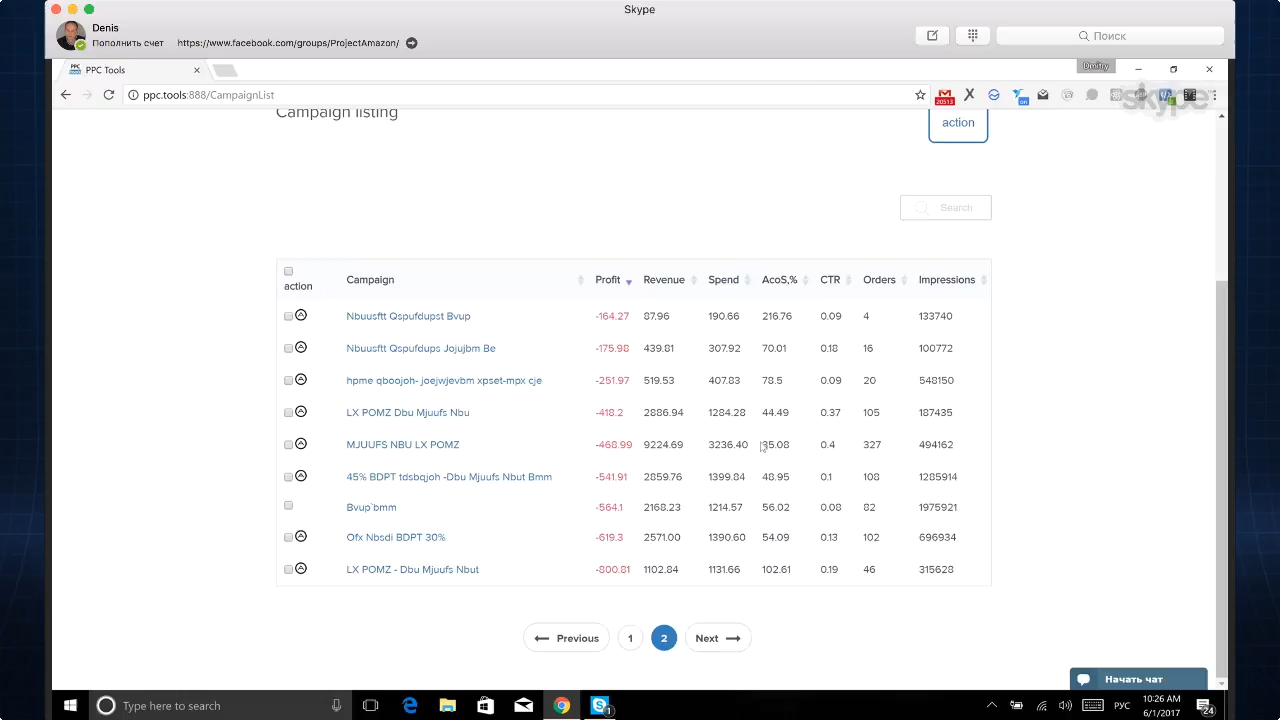 Skype
Denis
Пополнить счет https://www.facebook.com/groups/ProjectAmazon/
Поиск
PPC Tools
Dmitry
ppc.tools:888/CampaignList
20513
on
skype
Campaign listing
action
Search
action Campaign Profit Revenue Spend AcoS,% CTR Orders Impressions
Nbuusftt Qspufdupst Bvup -164.27 87.96 190.66 216.76 0.09 4 133740
Nbuusftt Qspufdups Jojujbm Be -175.98 439.81 307.92 70.01 0.18 16 100772
hpme qboojoh- joejwjevbm xpset-mpx cje -251.97 519.53 407.83 78.5 0.09 20 548150
LX POMZ Dbu Mjuufs Nbu -418.2 2886.94 1284.28 44.49 0.37 105 187435
MJUUFS NBU LX POMZ -468.99 9224.69 3236.40 35.08 0.4 327 494162
45% BDPT tdsbqjoh -Dbu Mjuufs Nbut Bmm -541.91 2859.76 1399.84 48.95 0.1 108 1285914
Bvup`bmm -564.1 2168.23 1214.57 56.02 0.08 82 1975921
Ofx Nbsdi BDPT 30% -619.3 2571.00 1390.60 54.09 0.13 102 696934
LX POMZ - Dbu Mjuufs Nbut -800.81 1102.84 1131.66 102.61 0.19 46 315628
Previous 1 2 Next
Начать чат
Type here to search
1
РУС
10:26 AM
6/1/2017
24